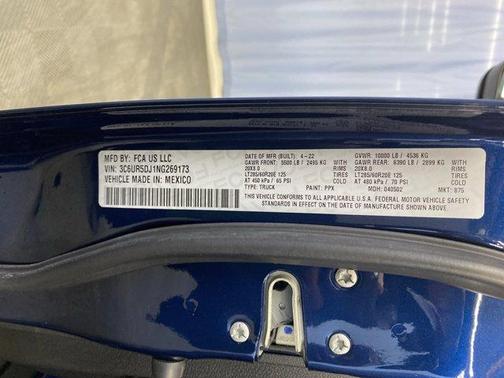 MFD BY: FCA US LLC
VIN: 3C6UR5DJ1NG269173
VEHICLE MADE IN: MEXICO
DATE OF MFD (BUILT): 4-22 GVWR: 10000 LB / 4536 KG
GAWR FRONT: 5500 LB / 2495 KG WITH GAWR REAR: 6390 LB / 2899 KG WITH
20X8.0 RIMS 20X8.0 RIMS
LT285/60R20E 125 TIRES LT285/60R20E 125 TIRES
AT 450 kPa / 65 PSI AT 480 kPa / 70 PSI
TYPE: TRUCK PAINT: PPX MDH: 040502 MKT: 875
THIS VEHICLE CONFORMS TO ALL APPLICABLE U.S.A. FEDERAL MOTOR VEHICLE SAFETY
STANDARDS IN EFFECT ON THE DATE OF MANUFACTURE SHOWN ABOVE